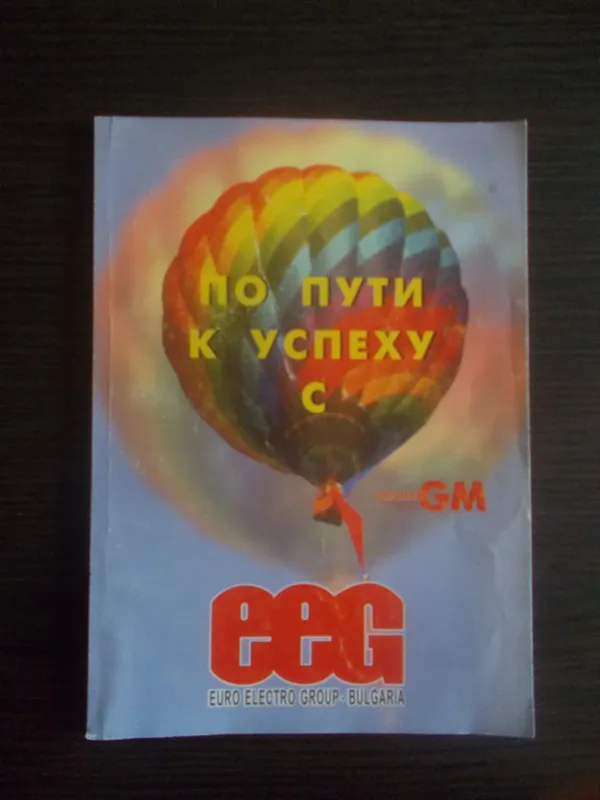 ПО ПУТИ
К УСПЕХУ
С
GM
eeG
EURO ELECTRO GROUP - BULGARIA